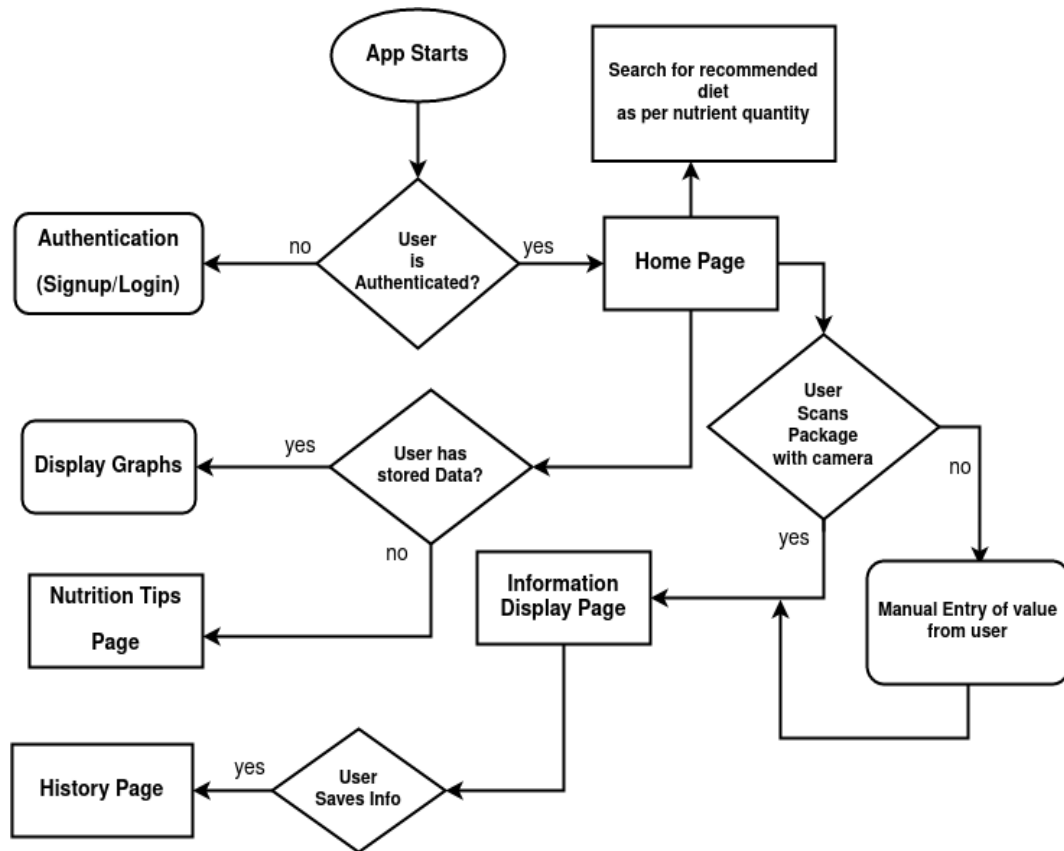 App Starts
Search for recommended
diet
as per nutrient quantity
Authentication
(Signup/Login)
no
User
is
Authenticated?
yes
Home Page
User
Scans
Package
with camera
no
yes
Display Graphs
yes
User has
stored Data?
no
Nutrition Tips
Page
Information
Display Page
Manual Entry of value
from user
History Page
yes
User
Saves Info